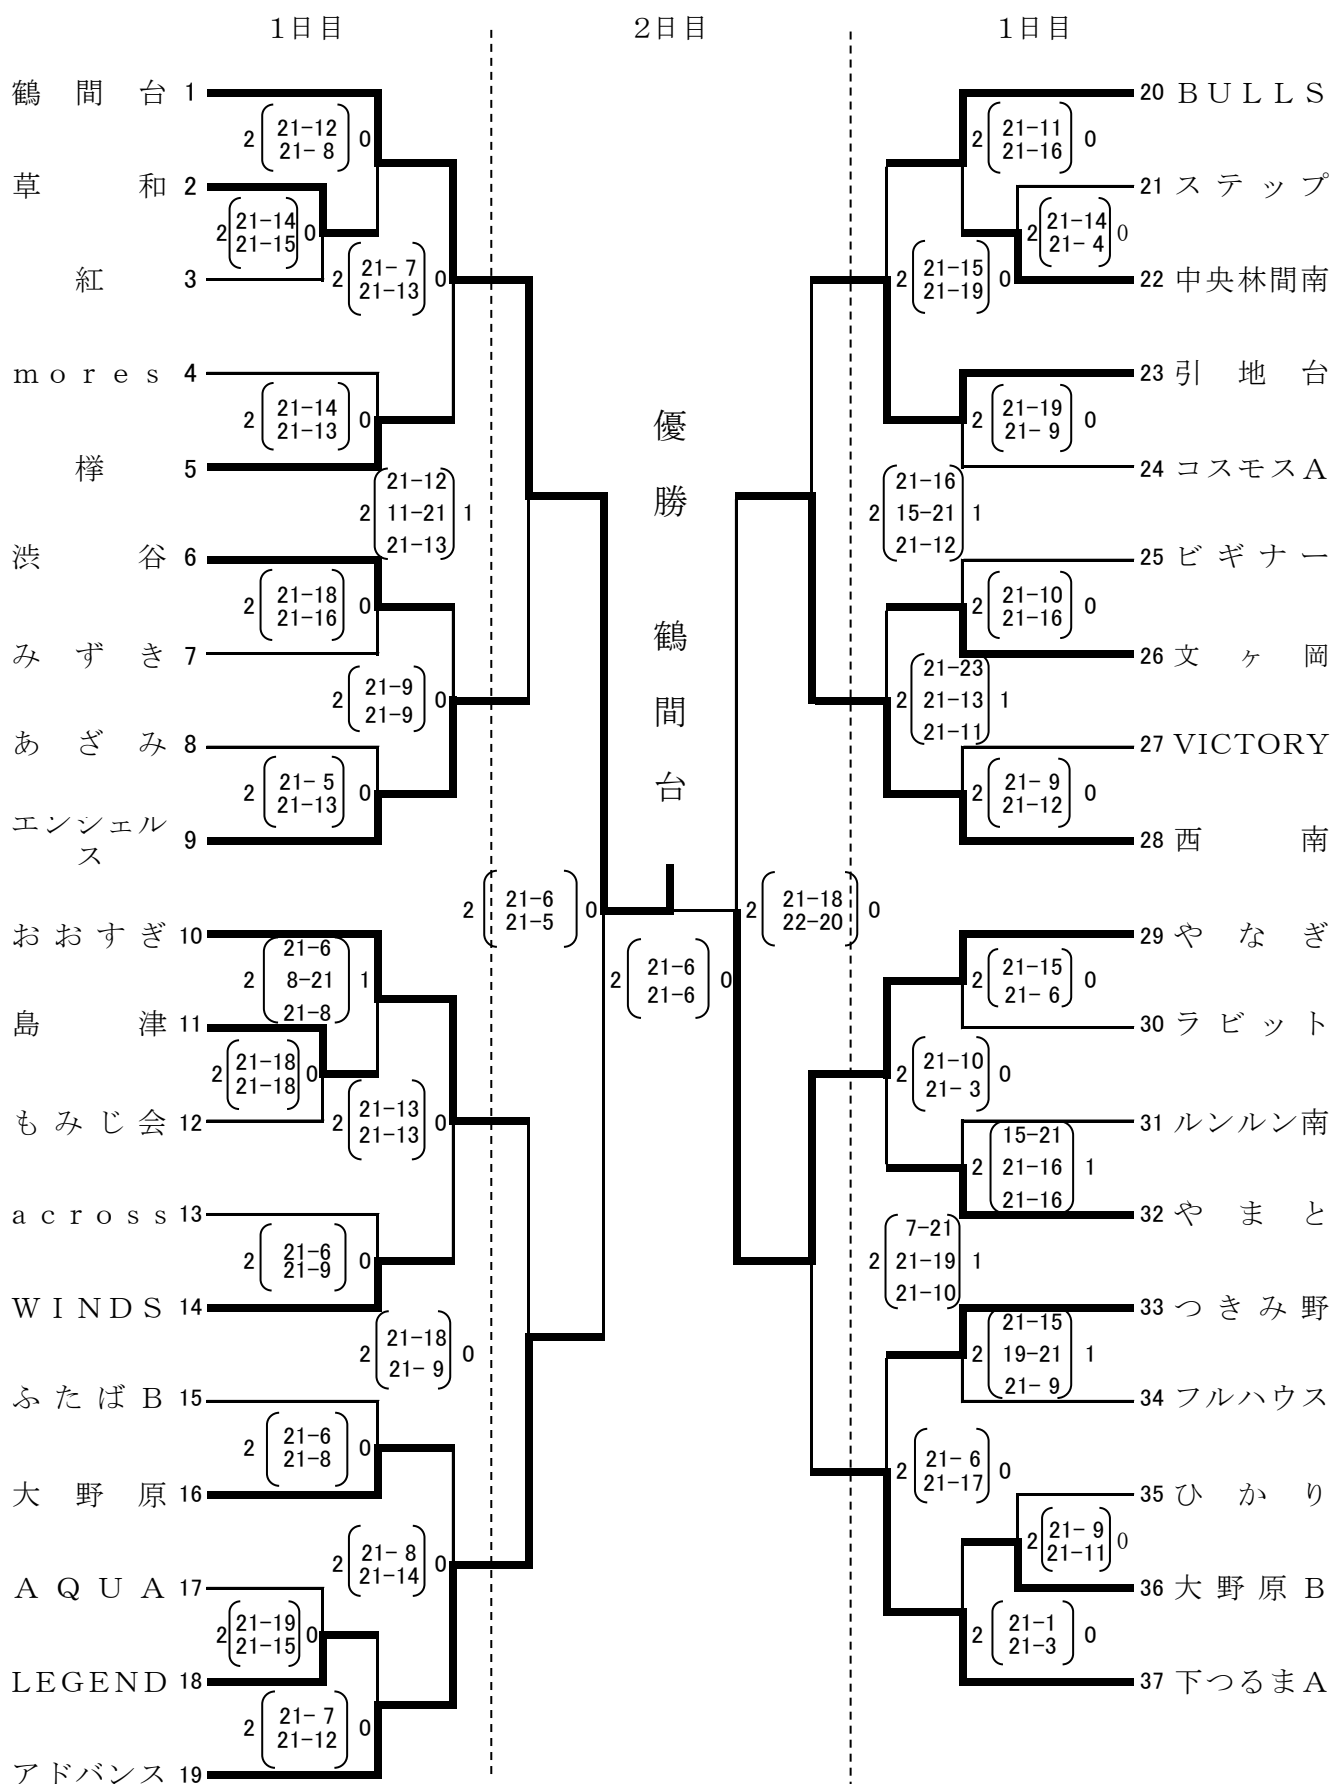 1日目
2日目
1日目
鶴間台 1
2 21-12 0
21- 8
草和 2
2 21-14 0
21-15
紅 3
2 21- 7 0
21-13
mores 4
2 21-14 0
21-13
欅 5
21-12
2 11-21 1
21-13
渋谷 6
2 21-18 0
21-16
みずき 7
2 21-9 0
21-9
あざみ 8
2 21- 5 0
21-13
エンジェル
ス
9
2 21-6 0
21-5
おおすぎ 10
21-6
2 8-21 1
21-8
島津 11
2 21-18 0
21-18
もみじ会 12
2 21-13 0
21-13
across 13
2 21-6 0
21-9
WINDS 14
2 21-18 0
21- 9
ふたばB 15
2 21-6 0
21-8
大野原 16
2 21- 8 0
21-14
AQUA 17
2 21-19 0
21-15
LEGEND 18
2 21- 7 0
21-12
アドバンス 19
優勝 鶴間台
2 21-6 0
21-6
20 BULLS
2 21-11 0
21-16
21 ステップ
2 21-14 0
21- 4
22 中央林間南
2 21-15 0
21-19
23 引地台
2 21-19 0
21- 9
24 コスモスA
21-16
2 15-21 1
21-12
25 ビギナー
2 21-10 0
21-16
26 文ヶ岡
21-23
2 21-13 1
21-11
27 VICTORY
2 21- 9 0
21-12
28 西南
2 21-18 0
22-20
29 やなぎ
2 21-15 0
21- 6
30 ラビット
2 21-10 0
21- 3
31 ルンルン南
15-21
2 21-16 1
21-16
32 やまと
7-21
2 21-19 1
21-10
33 つきみ野
21-15
2 19-21 1
21- 9
34 フルハウス
2 21- 6 0
21-17
35 ひかり
2 21- 9 0
21-11
36 大野原B
2 21-1 0
21-3
37 下つるまA